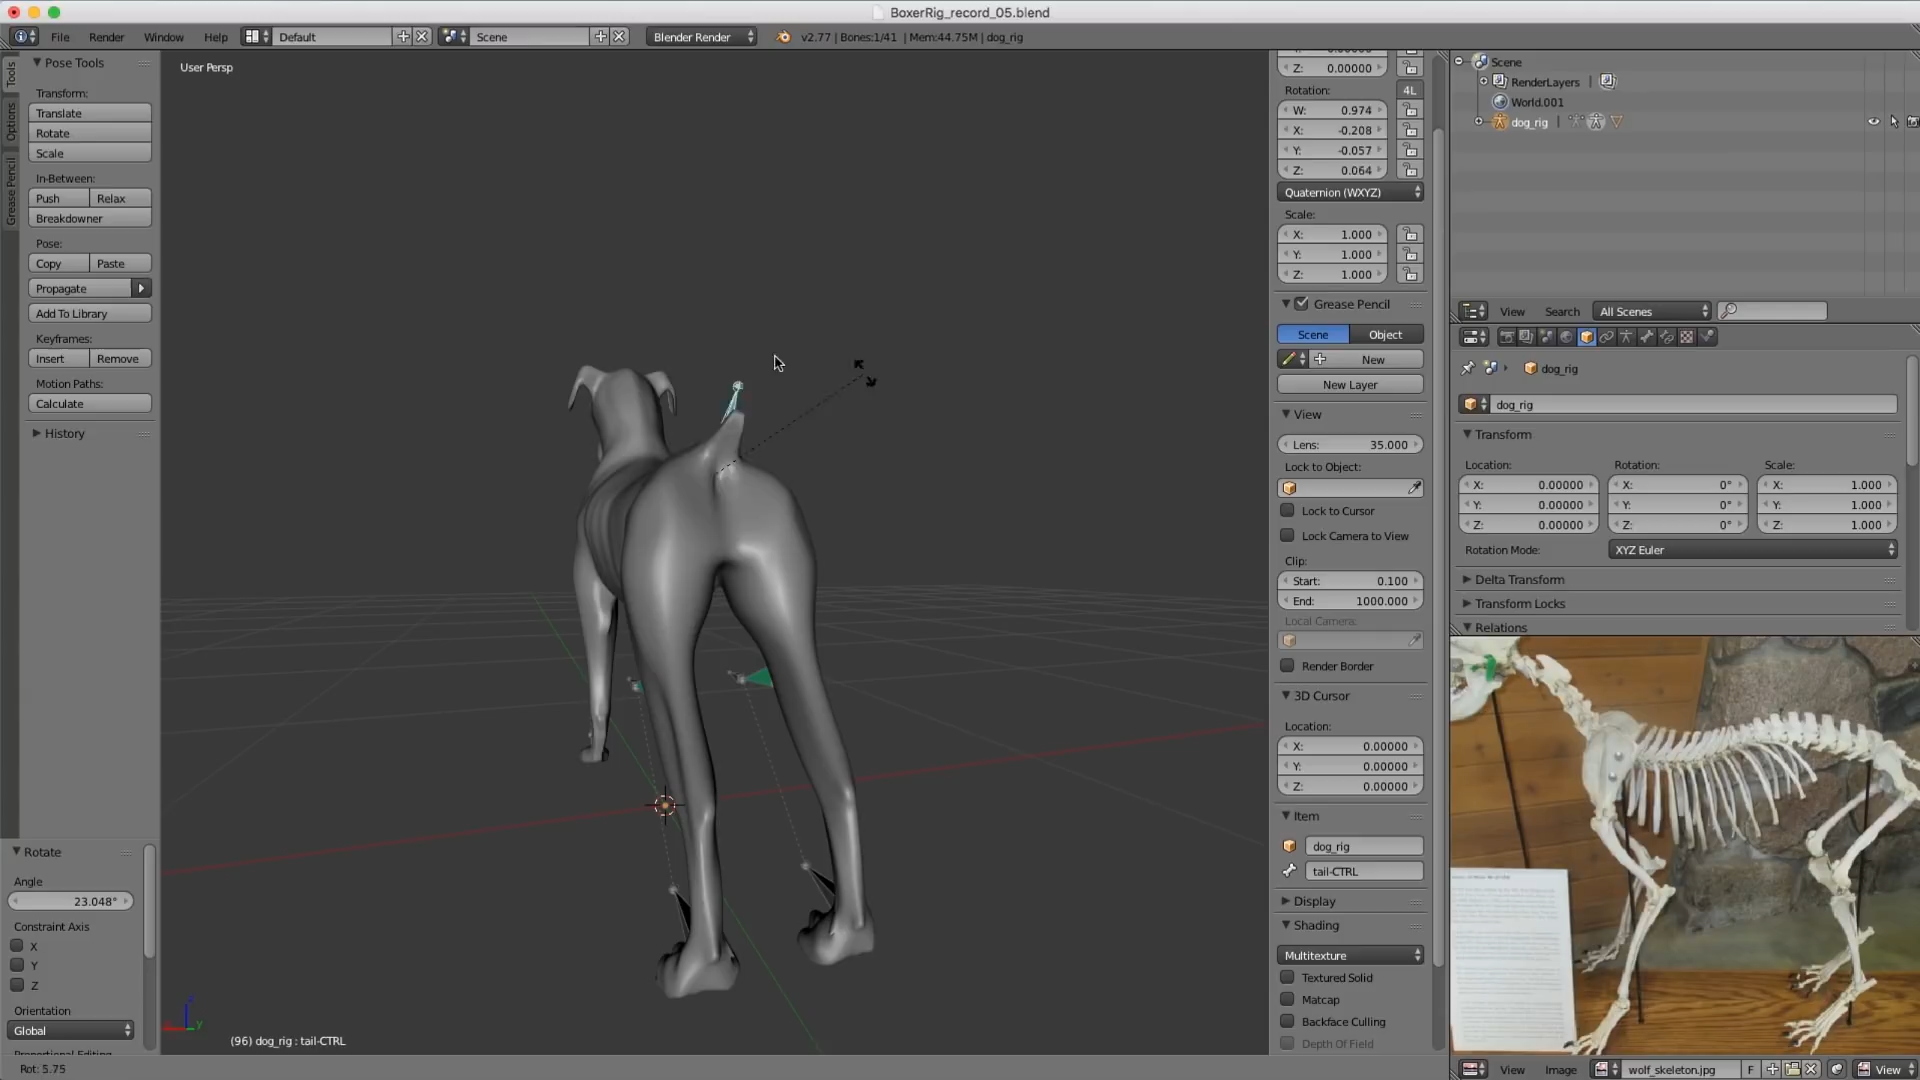 BoxerRig_record_05.blend
File Render Window Help Default Scene Blender Render v2.77 | Bones:1/41 | Mem:44.75M | dog_rig
Tools
Options
Grease Pencil
Pose Tools
Transform:
Translate
Rotate
Scale
In-Between:
Push Relax
Breakdowner
Pose:
Copy Paste
Propagate
Add To Library
Keyframes:
Insert Remove
Motion Paths:
Calculate
History
Rotate
Angle
23.048°
Constraint Axis
X
Y
Z
Orientation
Global
Rot: 5.75
User Persp
(96) dog_rig : tail-CTRL
Z: 0.00000
Rotation: 4L
W: 0.974
X: -0.208
Y: -0.057
Z: 0.064
Quaternion (WXYZ)
Scale:
X: 1.000
Y: 1.000
Z: 1.000
Grease Pencil
Scene Object
New
New Layer
View
Lens: 35.000
Lock to Object:
Lock to Cursor
Lock Camera to View
Clip:
Start: 0.100
End: 1000.000
Local Camera:
Render Border
3D Cursor
Location:
X: 0.00000
Y: 0.00000
Z: 0.00000
Item
dog_rig
tail-CTRL
Display
Shading
Multitexture
Textured Solid
Matcap
Backface Culling
Depth Of Field
Scene
RenderLayers |
World.001
dog_rig |
View Search All Scenes
dog_rig
dog_rig
Transform
Location: Rotation: Scale:
X: 0.00000 X: 0° X: 1.000
Y: 0.00000 Y: 0° Y: 1.000
Z: 0.00000 Z: 0° Z: 1.000
Rotation Mode: XYZ Euler
Delta Transform
Transform Locks
Relations
View Image wolf_skeleton.jpg F View